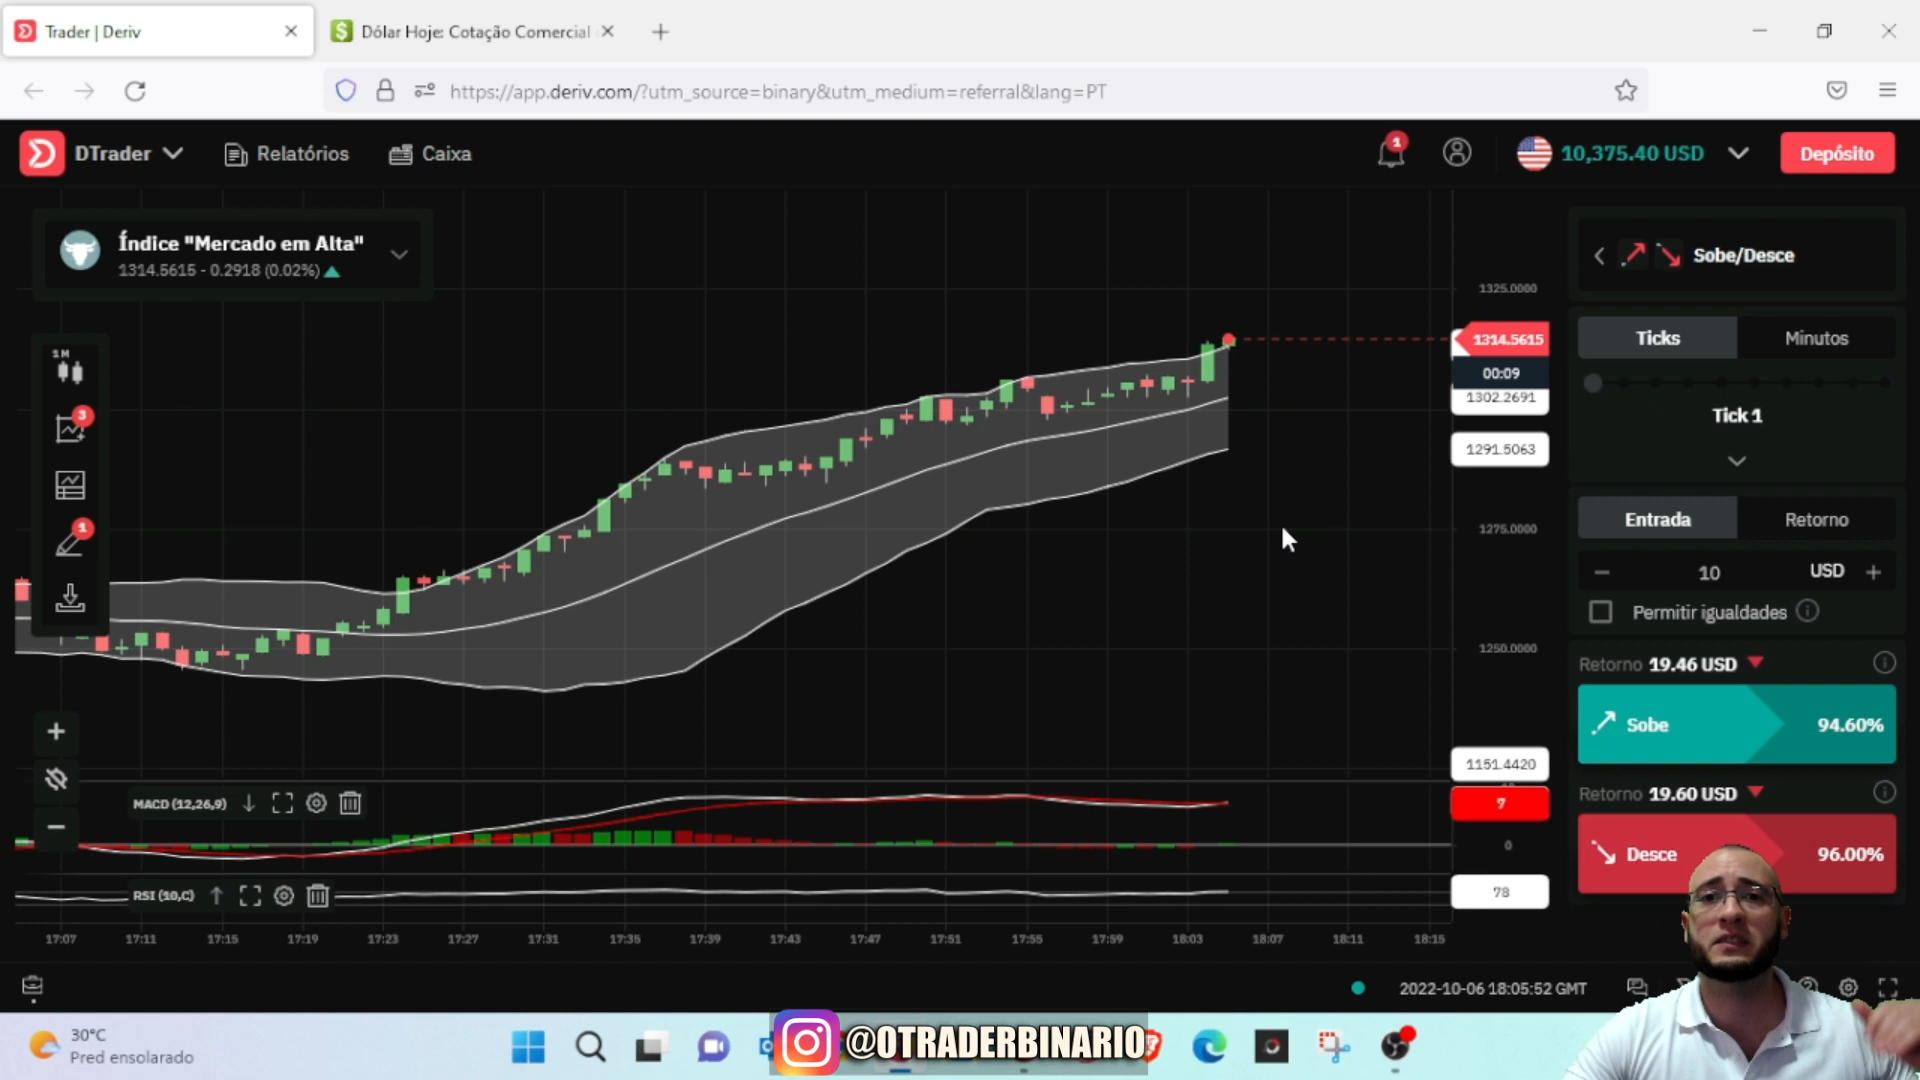 Trader | Deriv
Dólar Hoje: Cotação Comercial
https://app.deriv.com/?utm_source=binary&utm_medium=referral&lang=PT
DTrader
Relatórios
Caixa
1
10,375.40 USD
Depósito
Índice "Mercado em Alta"
1314.5615 - 0.2918 (0.02%)
Sobe/Desce
1325.0000
1314.5615
00:09
1302.2691
1291.5063
1275.0000
1250.0000
1151.4420
1M
3
1
Ticks
Minutos
Tick 1
Entrada
Retorno
10
USD
Permitir igualdades
Retorno 19.46 USD
Sobe
94.60%
Retorno 19.60 USD
Desce
96.00%
MACD (12,26,9)
7
0
RSI (10,C)
78
17:07
17:11
17:15
17:19
17:23
17:27
17:31
17:35
17:39
17:43
17:47
17:51
17:55
17:59
18:03
18:07
18:11
18:15
2022-10-06 18:05:52 GMT
30°C
Pred ensolarado
@OTRADERBINARIO